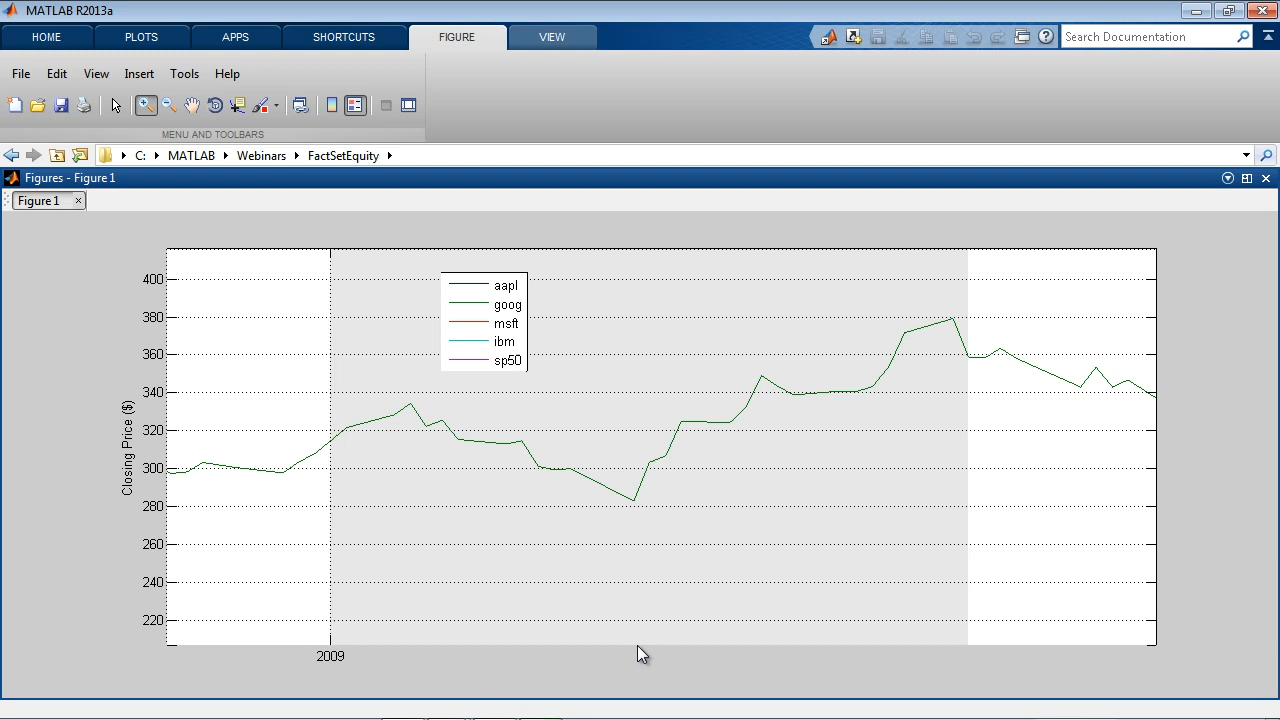 MATLAB R2013a
HOME PLOTS APPS SHORTCUTS FIGURE VIEW
Search Documentation
File Edit View Insert Tools Help
MENU AND TOOLBARS
C: MATLAB Webinars FactSetEquity
Figures - Figure 1
Figure 1
400
380
360
340
320
300
280
260
240
220
Closing Price ($)
aapl
goog
msft
ibm
sp50
2009